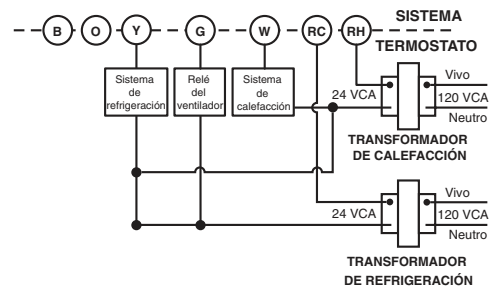 SISTEMA
B O Y G W RC RH
TERMOSTATO
Sistema
de
refrigeración
Relé
del
ventilador
Sistema
de
calefacción
24 VCA
Vivo
120 VCA
Neutro
TRANSFORMADOR
DE CALEFACCIÓN
24 VCA
Vivo
120 VCA
Neutro
TRANSFORMADOR
DE REFRIGERACIÓN